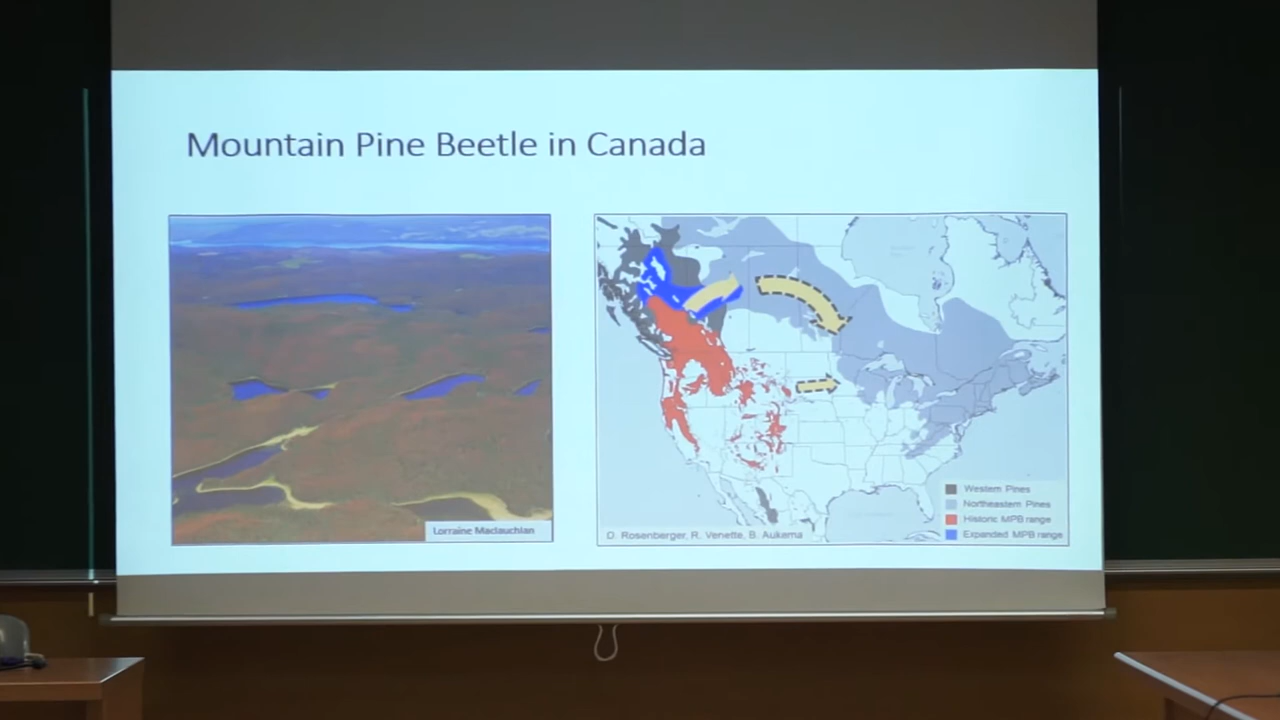 Mountain Pine Beetle in Canada
Lorraine Maclauchlan
Western Pines
Northeastern Pines
Historic MPB range
Expanded MPB range
D. Rosenberger, R. Venette, B. Aukema